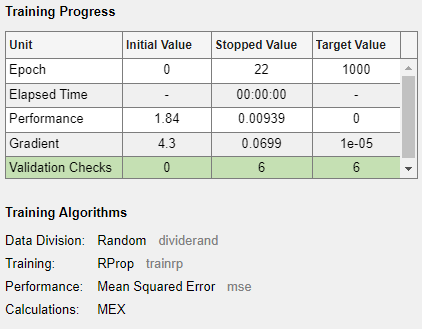 Training Progress
Unit Initial Value Stopped Value Target Value
Epoch 0 22 1000
Elapsed Time - 00:00:00 -
Performance 1.84 0.00939 0
Gradient 4.3 0.0699 1e-05
Validation Checks 0 6 6
Training Algorithms
Data Division: Random dividerand
Training: RProp trainrp
Performance: Mean Squared Error mse
Calculations: MEX